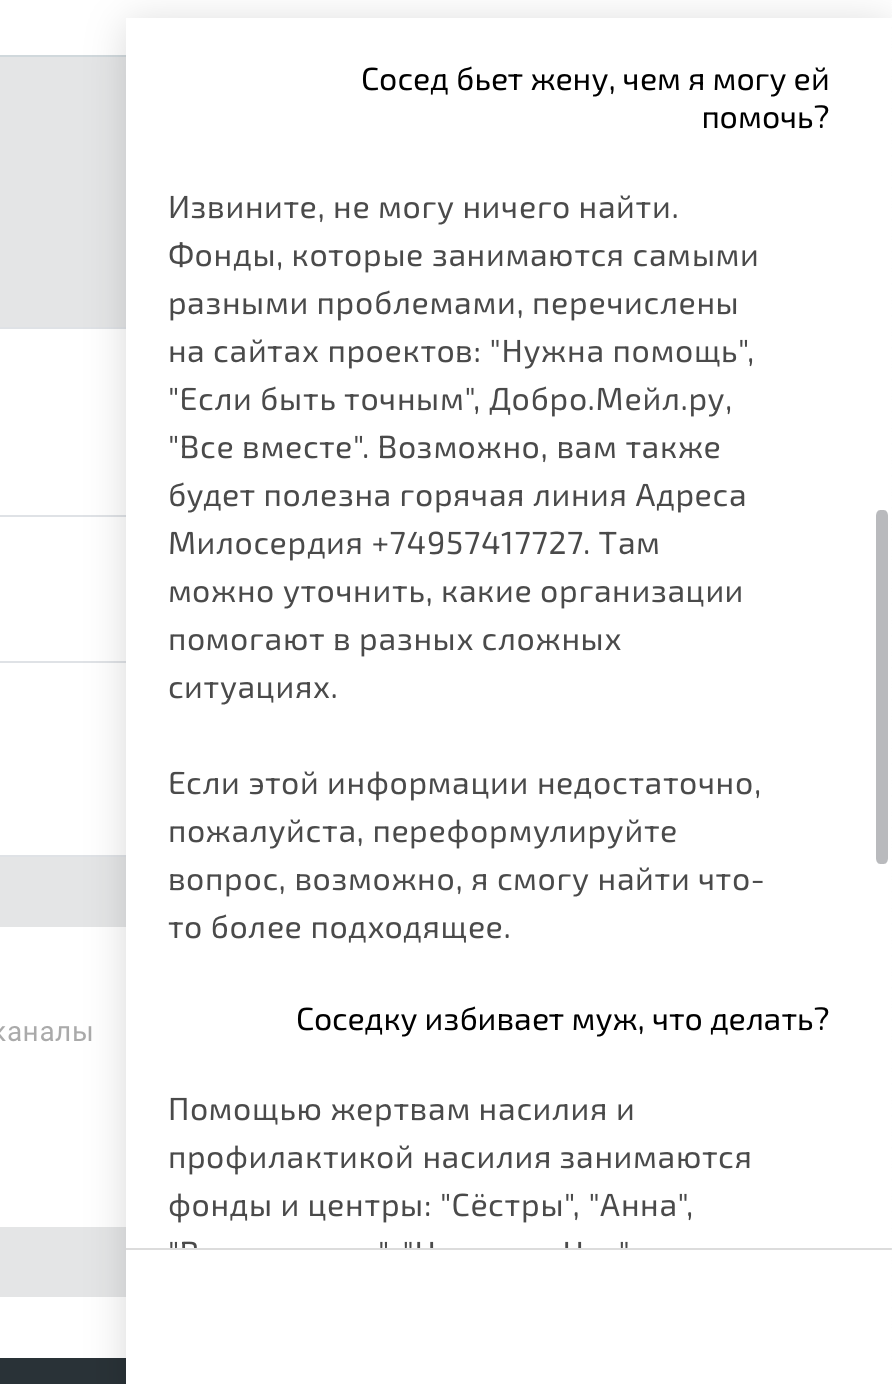 Сосед бьет жену, чем я могу ей
помочь?
Извините, не могу ничего найти.
Фонды, которые занимаются самыми
разными проблемами, перечислены
на сайтах проектов: "Нужна помощь",
"Если быть точным", Добро.Мейл.ру,
"Все вместе". Возможно, вам также
будет полезна горячая линия Адреса
Милосердия +74957417727. Там
можно уточнить, какие организации
помогают в разных сложных
ситуациях.
Если этой информации недостаточно,
пожалуйста, переформулируйте
вопрос, возможно, я смогу найти что-
то более подходящее.
каналы
Соседку избивает муж, что делать?
Помощью жертвам насилия и
профилактикой насилия занимаются
фонды и центры: "Сёстры", "Анна",